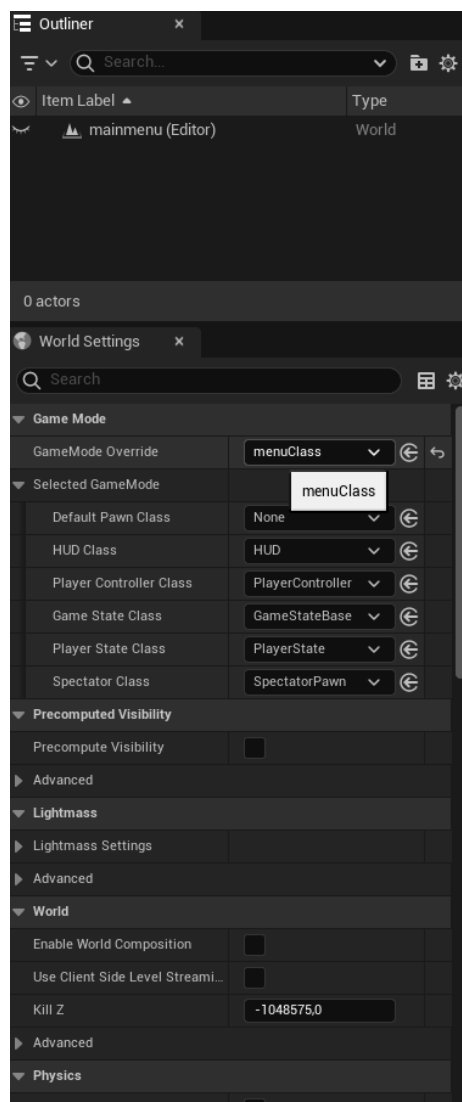 Outliner
Search...
Item Label Type
mainmenu (Editor) World
0 actors
World Settings
Search
Game Mode
GameMode Override menuClass
Selected GameMode menuClass
Default Pawn Class None
HUD Class HUD
Player Controller Class PlayerController
Game State Class GameStateBase
Player State Class PlayerState
Spectator Class SpectatorPawn
Precomputed Visibility
Precompute Visibility
Advanced
Lightmass
Lightmass Settings
Advanced
World
Enable World Composition
Use Client Side Level Streami...
Kill Z -1048575,0
Advanced
Physics